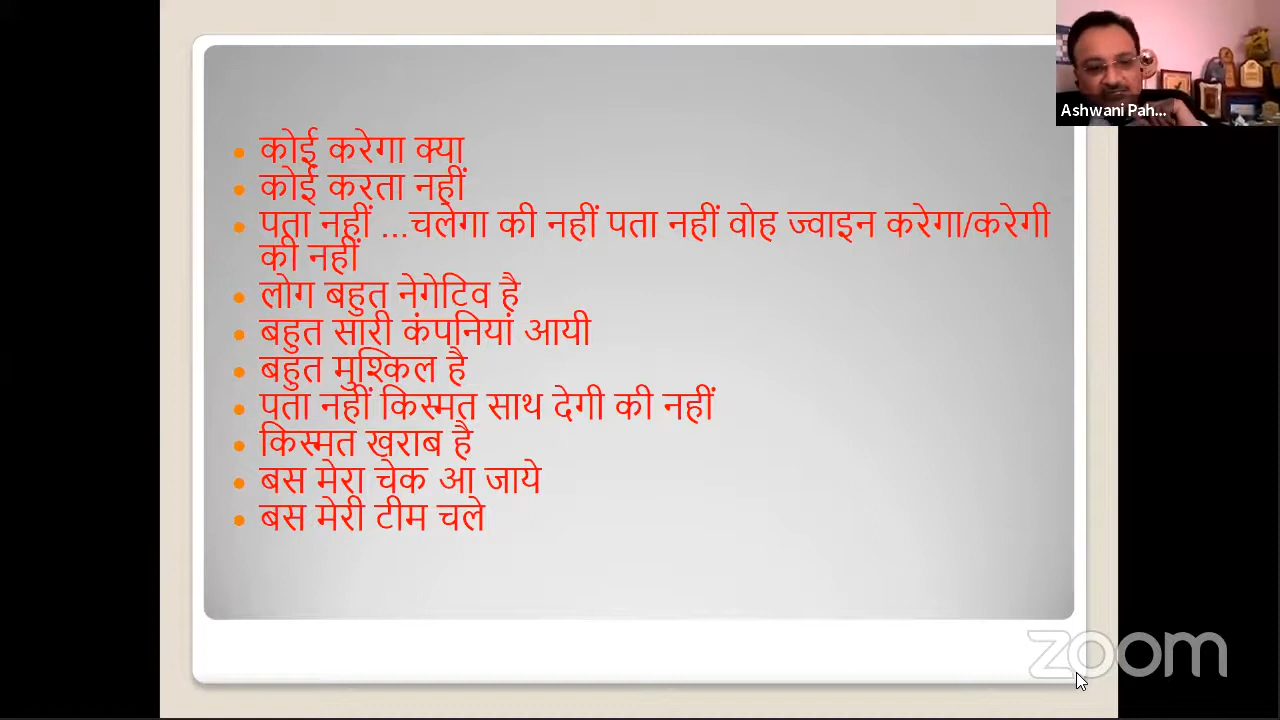 कोई करेगा क्या
कोई करता नहीं
पता नहीं ...चलेगा की नहीं पता नहीं वोह ज्वाइन करेगा/करेगी
की नहीं
लोग बहुत नेगेटिव है
बहुत सारी कंपनियां आयी
बहुत मुश्किल है
पता नहीं किस्मत साथ देगी की नहीं
किस्मत खराब है
बस मेरा चेक आ जाये
बस मेरी टीम चले
Ashwani Pah...
zoom